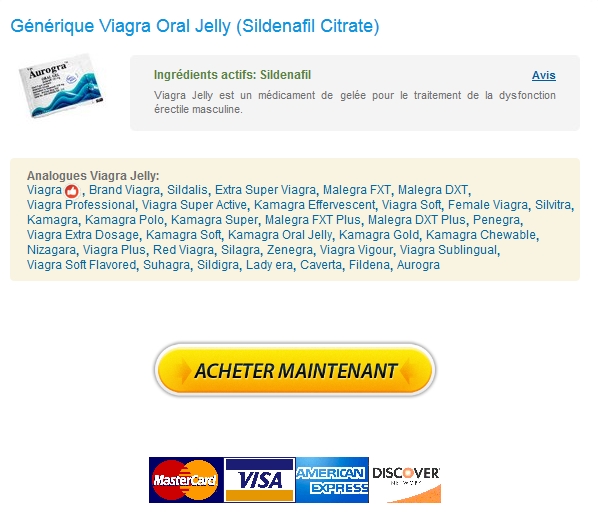 Générique Viagra Oral Jelly (Sildenafil Citrate)
Aurogra
ORAL GEL
Ingrédients actifs: Sildenafil
Avis
Viagra Jelly est un médicament de gelée pour le traitement de la dysfonction
érectile masculine.
Analogues Viagra Jelly:
Viagra , Brand Viagra, Sildalis, Extra Super Viagra, Malegra FXT, Malegra DXT,
Viagra Professional, Viagra Super Active, Kamagra Effervescent, Viagra Soft, Female Viagra, Silvitra,
Kamagra, Kamagra Polo, Kamagra Super, Malegra FXT Plus, Malegra DXT Plus, Penegra,
Viagra Extra Dosage, Kamagra Soft, Kamagra Oral Jelly, Kamagra Gold, Kamagra Chewable,
Nizagara, Viagra Plus, Red Viagra, Silagra, Zenegra, Viagra Vigour, Viagra Sublingual,
Viagra Soft Flavored, Suhagra, Sildigra, Lady era, Caverta, Fildena, Aurogra
ACHETER MAINTENANT
MasterCard
VISA
AMERICAN EXPRESS
DISCOVER
NETWORK